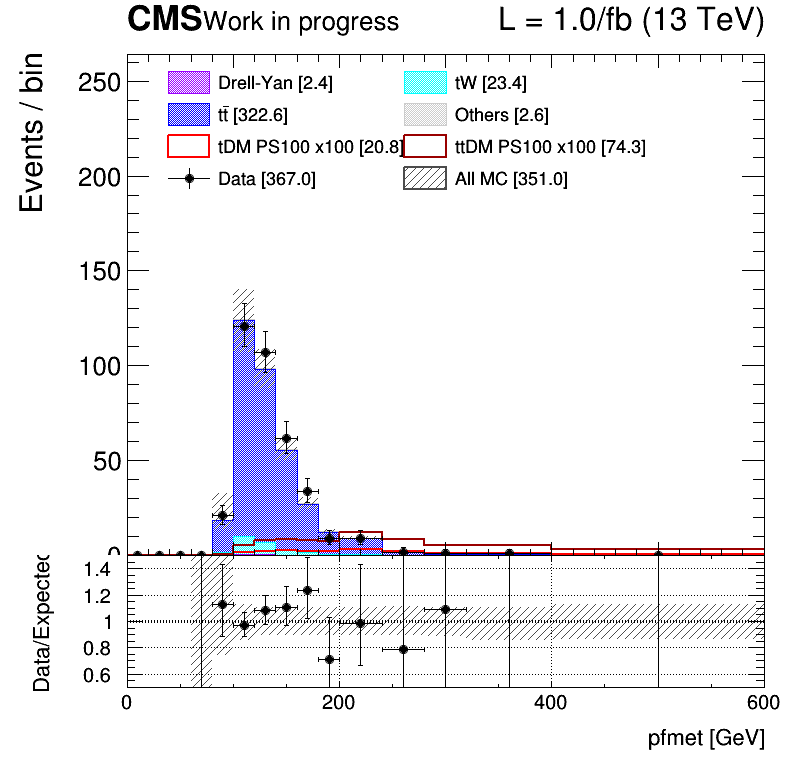 CMS Work in progress L = 1.0/fb (13 TeV)
Events / bin
250
200
150
100
50
0
Drell-Yan [2.4] tW [23.4]
tt̄ [322.6] Others [2.6]
tDM PS100 x100 [20.8] ttDM PS100 x100 [74.3]
Data [367.0] All MC [351.0]
Data/Expected
1.4
1.2
1
0.8
0.6
0 200 400 600
pfmet [GeV]